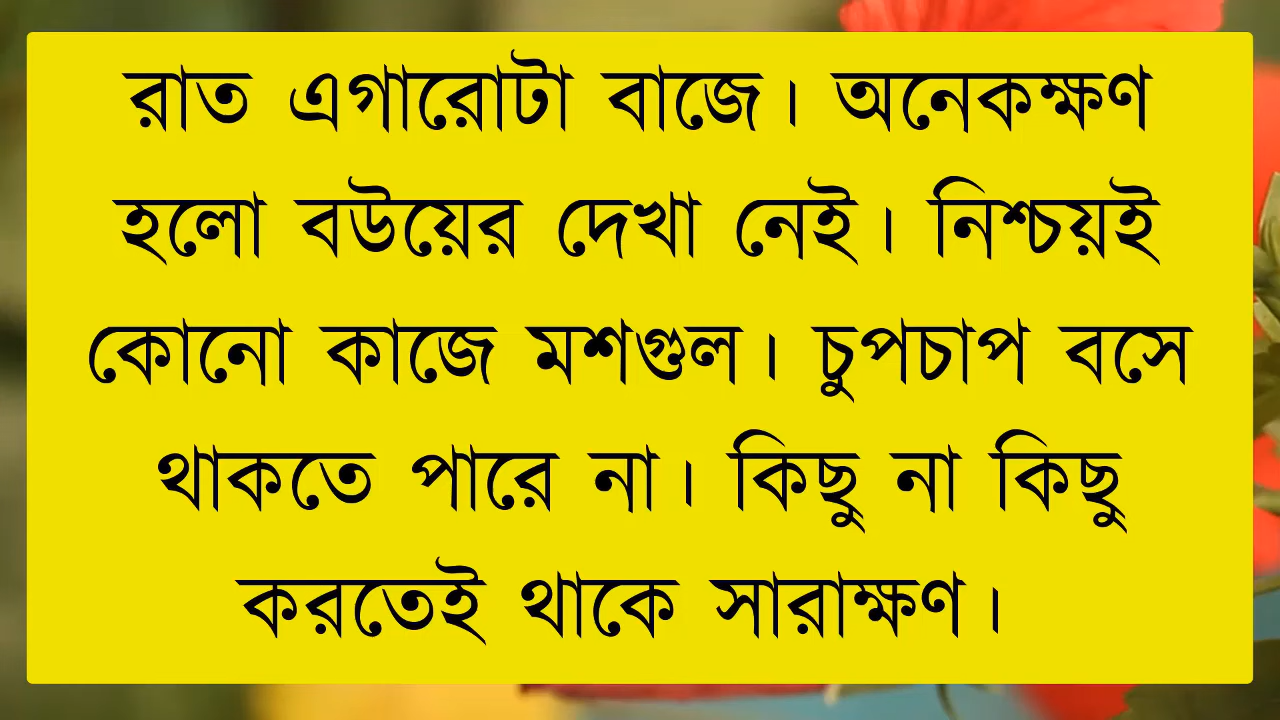 রাত এগারোটা বাজে। অনেকক্ষণ
হলো বউয়ের দেখা নেই। নিশ্চয়ই
কোনো কাজে মশগুল। চুপচাপ বসে
থাকতে পারে না। কিছু না কিছু
করতেই থাকে সারাক্ষণ।